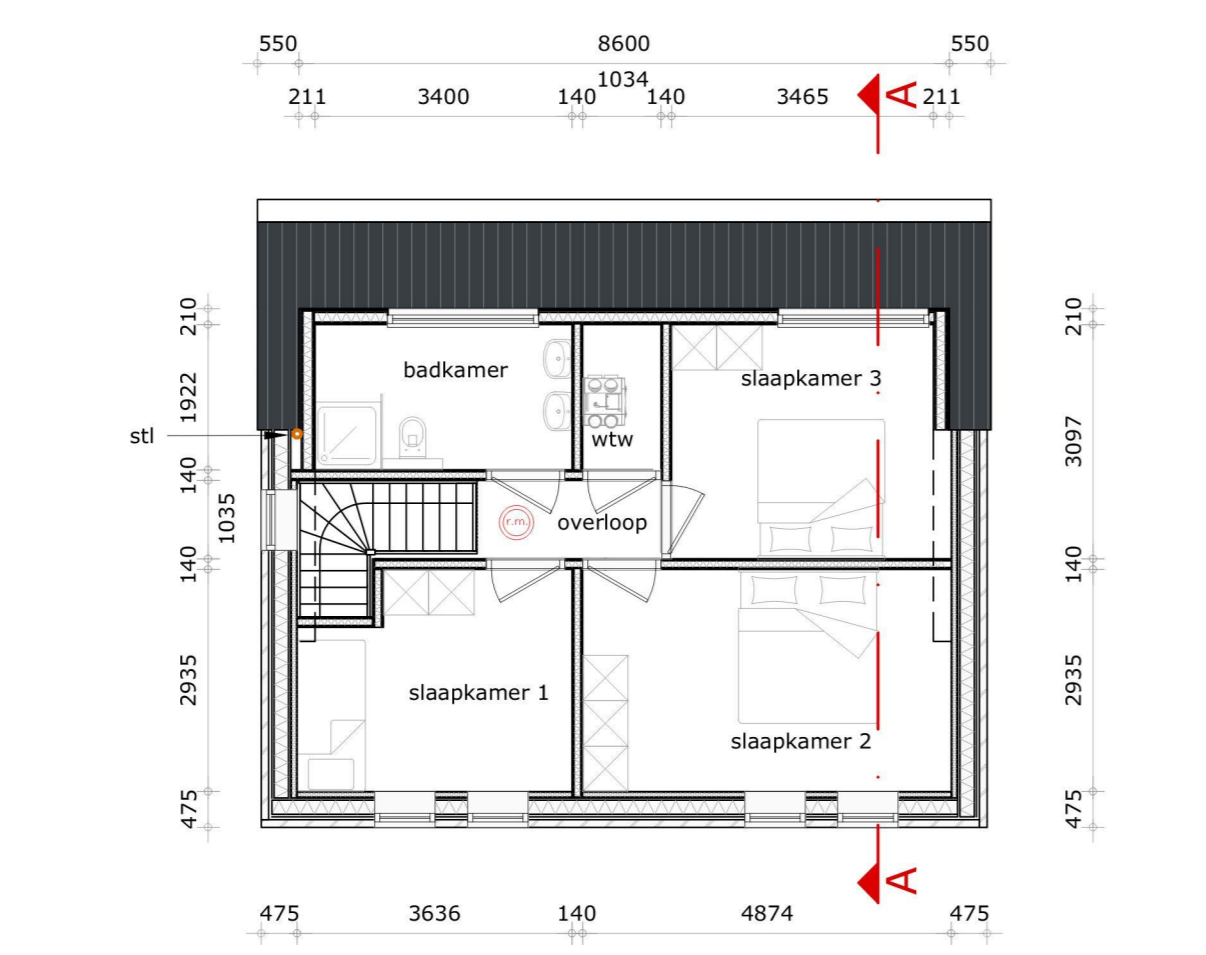 550 8600 550
1034
211 3400 140 140 3465 A 211
210 210
badkamer slaapkamer 3
1922 3097
stl wtw
140
1035 r.m. overloop
140 140
2935 slaapkamer 1 2935
slaapkamer 2
475 475
A
475 3636 140 4874 475